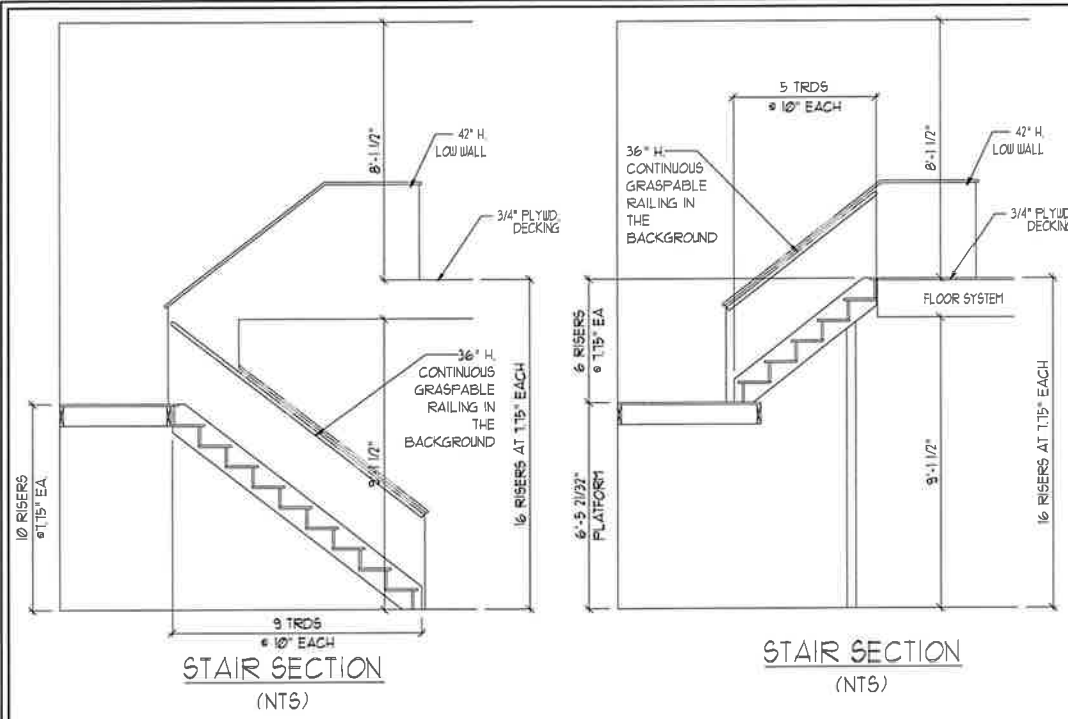 8'-1 1/2"
42" H.
LOW WALL
3/4" PLYWD.
DECKING
36" H.
CONTINUOUS
GRASPABLE
RAILING IN
THE
BACKGROUND
10 RISERS
@7.75" EA.
9'-1 1/2"
16 RISERS AT 7.75" EACH
9 TRDS
@ 10" EACH
STAIR SECTION
(NTS)
5 TRDS
@ 10" EACH
8'-1 1/2"
36" H.
CONTINUOUS
GRASPABLE
RAILING IN
THE
BACKGROUND
42" H.
LOW WALL
3/4" PLYWD.
DECKING
FLOOR SYSTEM
6 RISERS
@ 7.75" EA
6'-5 21/32"
PLATFORM
9'-1 1/2"
16 RISERS AT 7.75" EACH
STAIR SECTION
(NTS)